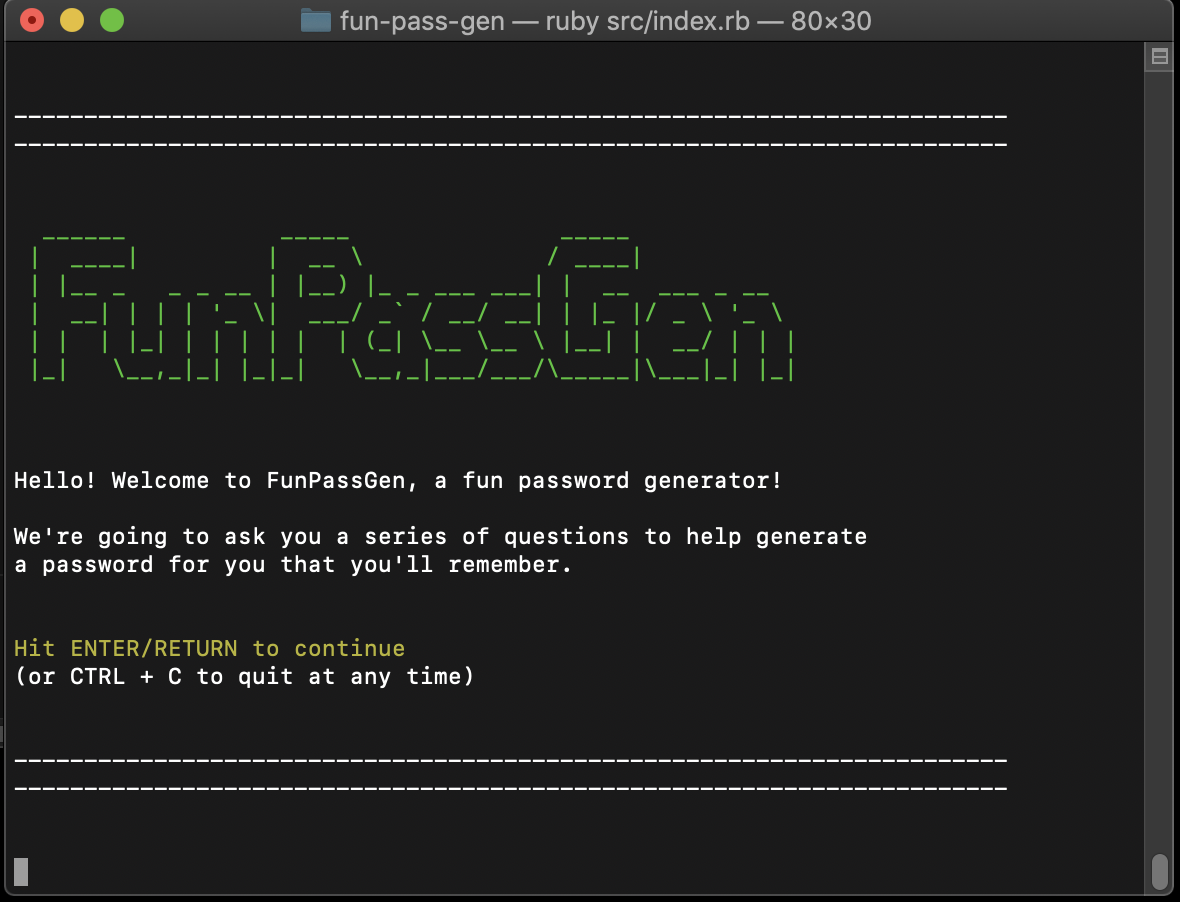 fun-pass-gen — ruby src/index.rb — 80×30
FunPassGen
Hello! Welcome to FunPassGen, a fun password generator!
We're going to ask you a series of questions to help generate
a password for you that you'll remember.
Hit ENTER/RETURN to continue
(or CTRL + C to quit at any time)